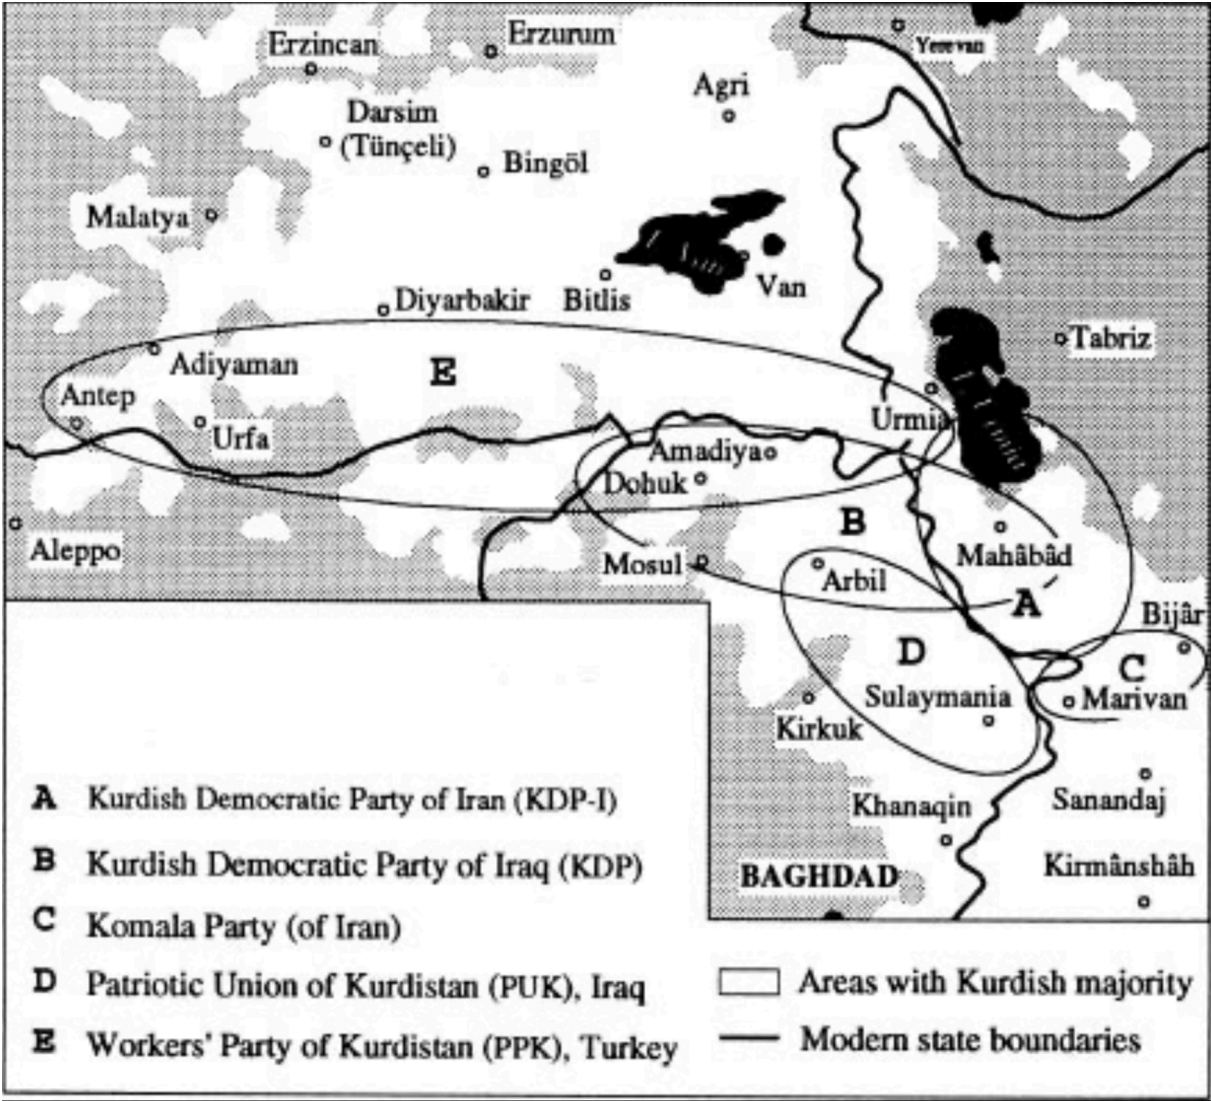 Erzincan
Erzurum
Yerevan
Agri
Darsim
(Tünçeli)
Bingöl
Malatya
Van
Diyarbakir
Bitlis
Tabriz
Adiyaman
E
Antep
Urfa
Urmia
Amadiya
Dohuk
B
Aleppo
Mosul
Mahâbâd
Arbil
A
Bijâr
D
C
Sulaymania
Marivan
Kirkuk
Khanaqin
Sanandaj
BAGHDAD
Kirmânshâh
A Kurdish Democratic Party of Iran (KDP-I)
B Kurdish Democratic Party of Iraq (KDP)
C Komala Party (of Iran)
D Patriotic Union of Kurdistan (PUK), Iraq
E Workers' Party of Kurdistan (PPK), Turkey
Areas with Kurdish majority
Modern state boundaries